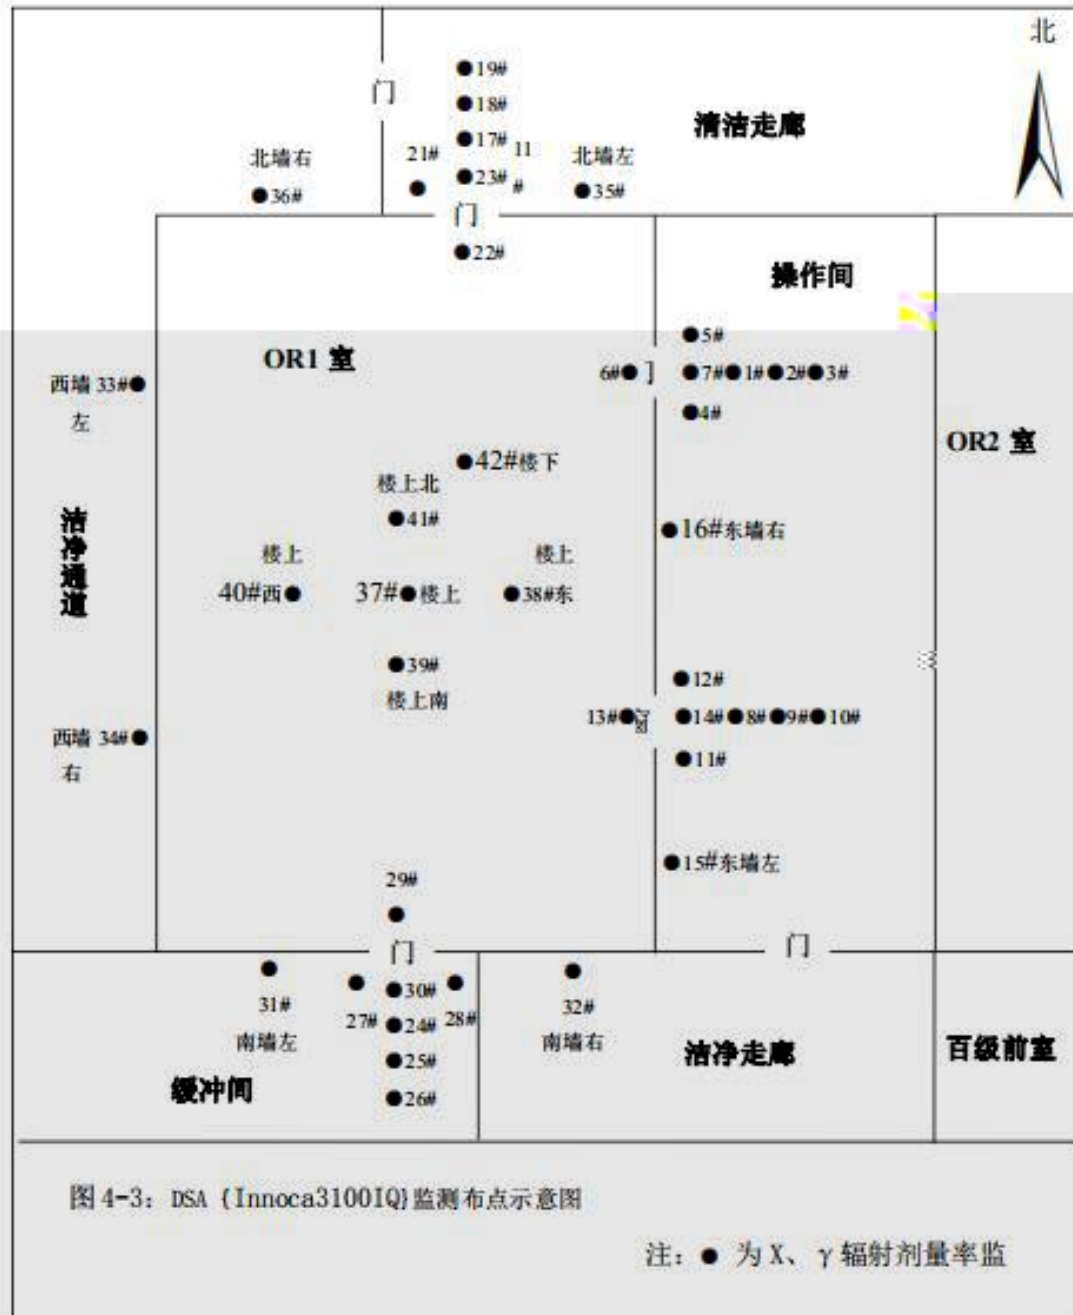 北
●19#
门
●18#
清洁走廊
●17# 11
21#
北墙右
北墙左
●23# #
●36#
●35#
门
●22#
操作间
●5#
OR1 室
6#● 门
●7#●1#●2#●3#
西墙 33#●
左
●4#
OR2 室
●42#楼下
楼上北
●41#
●16#东墙右
洁净通道
楼上
楼上
40#西●
37#●楼上
●38#东
●39#
楼上南
●12#
13#●
●14#●8#●9#●10#
西墙 34#●
右
●11#
●15#东墙左
29#
门
门
●30#
31#
27#
●24#
28#
32#
南墙左
南墙右
洁净走廊
百级前室
●25#
缓冲间
●26#
图 4-3: DSA {Innoca3100IQ}监测布点示意图
注: ● 为 X、γ 辐射剂量率监